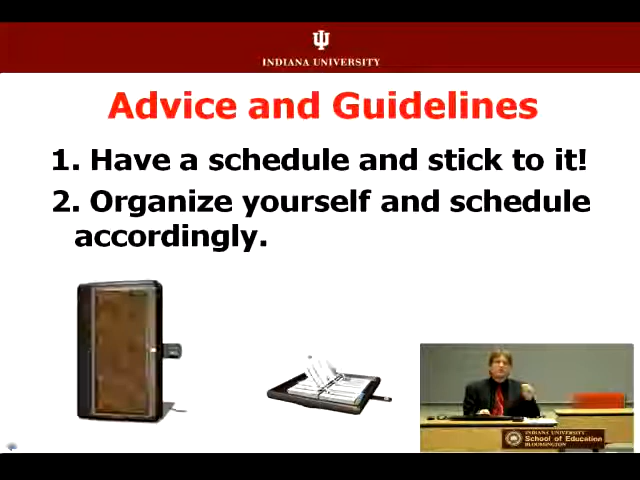 INDIANA UNIVERSITY
Advice and Guidelines
1. Have a schedule and stick to it!
2. Organize yourself and schedule
accordingly.
INDIANA UNIVERSITY
School of Education
BLOOMINGTON